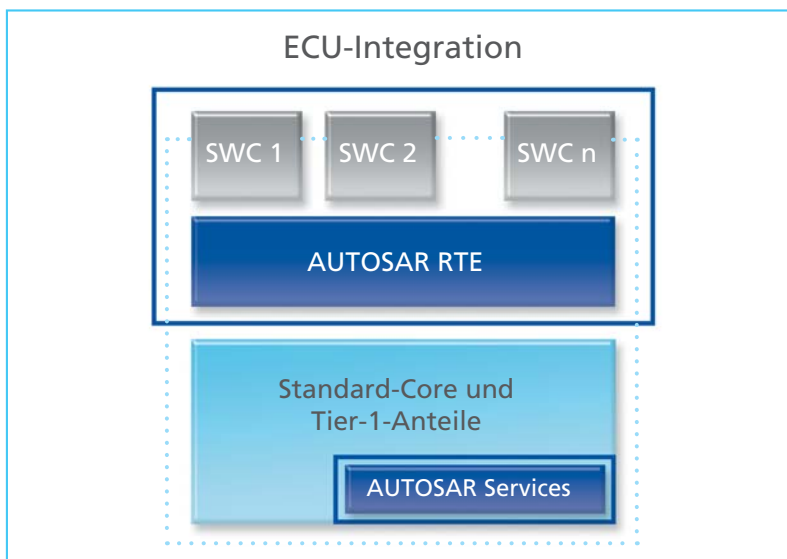 ECU-Integration
SWC 1 SWC 2 SWC n
AUTOSAR RTE
Standard-Core und
Tier-1-Anteile
AUTOSAR Services